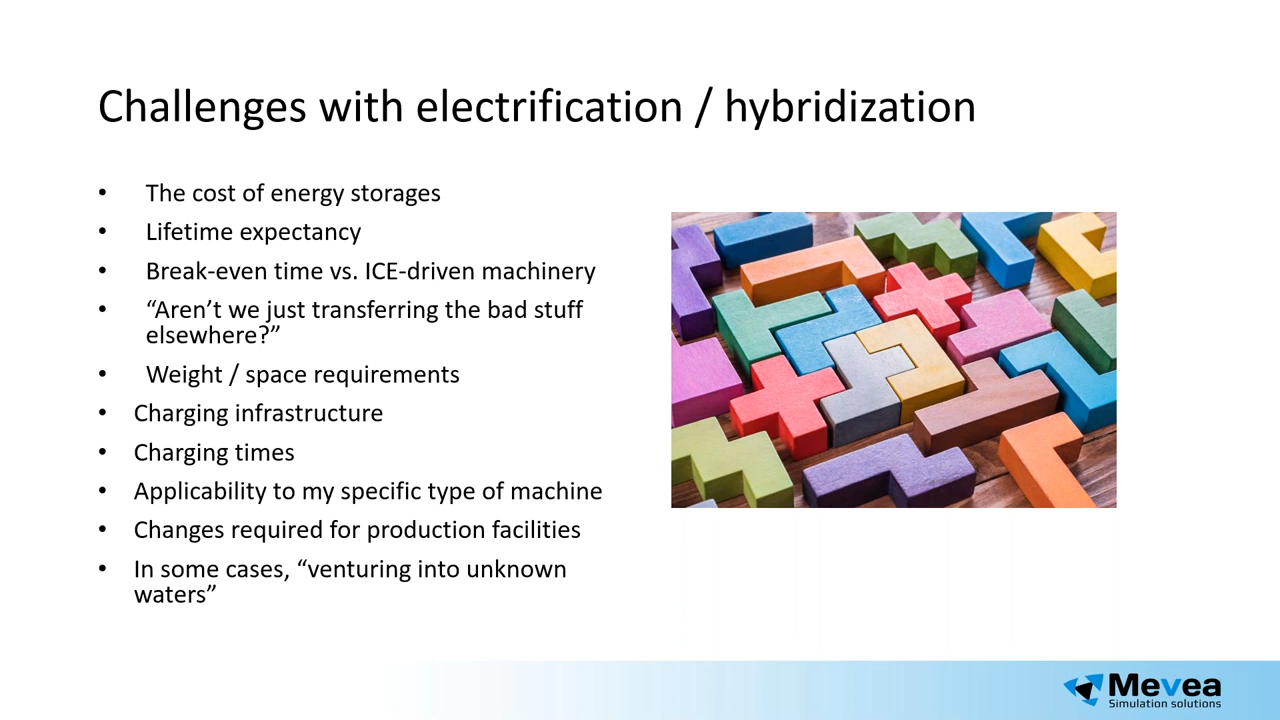 Challenges with electrification / hybridization
• The cost of energy storages
• Lifetime expectancy
• Break-even time vs. ICE-driven machinery
• “Aren’t we just transferring the bad stuff
elsewhere?”
• Weight / space requirements
• Charging infrastructure
• Charging times
• Applicability to my specific type of machine
• Changes required for production facilities
• In some cases, “venturing into unknown
waters”
Mevea
Simulation solutions